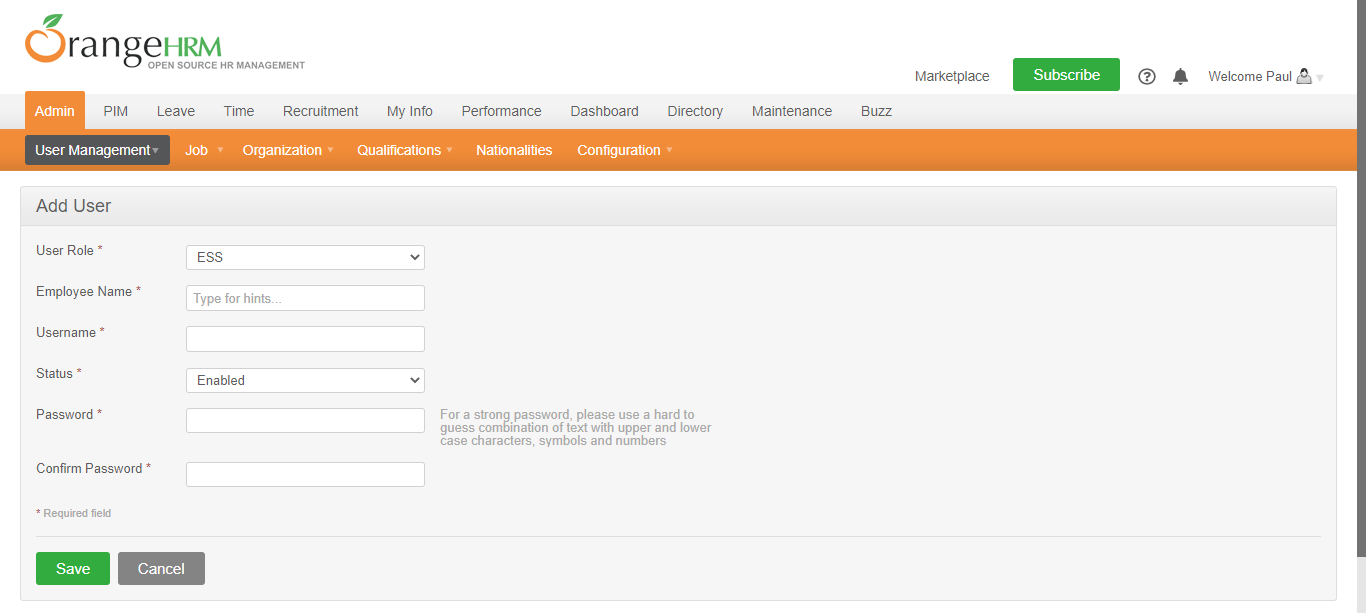 OrangeHRM
OPEN SOURCE HR MANAGEMENT
Marketplace Subscribe ? Welcome Paul
Admin PIM Leave Time Recruitment My Info Performance Dashboard Directory Maintenance Buzz
User Management Job Organization Qualifications Nationalities Configuration
Add User
User Role * ESS
Employee Name * Type for hints...
Username *
Status * Enabled
Password * For a strong password, please use a hard to
guess combination of text with upper and lower
case characters, symbols and numbers
Confirm Password *
* Required field
Save Cancel